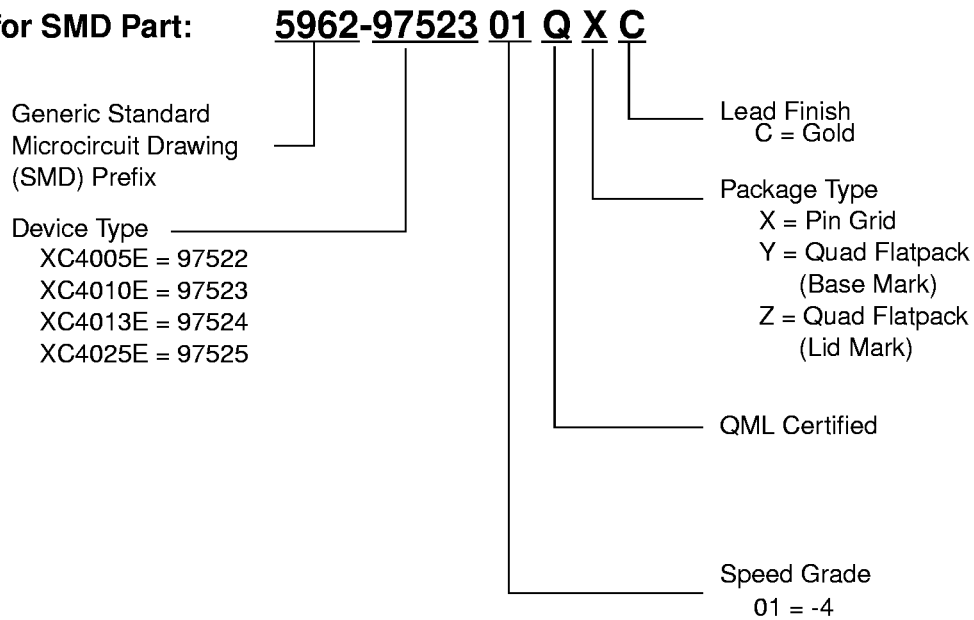 for SMD Part: 5962-97523 01 Q X C
Generic Standard
Microcircuit Drawing
(SMD) Prefix
Device Type
XC4005E = 97522
XC4010E = 97523
XC4013E = 97524
XC4025E = 97525
Lead Finish
C = Gold
Package Type
X = Pin Grid
Y = Quad Flatpack
(Base Mark)
Z = Quad Flatpack
(Lid Mark)
QML Certified
Speed Grade
01 = -4